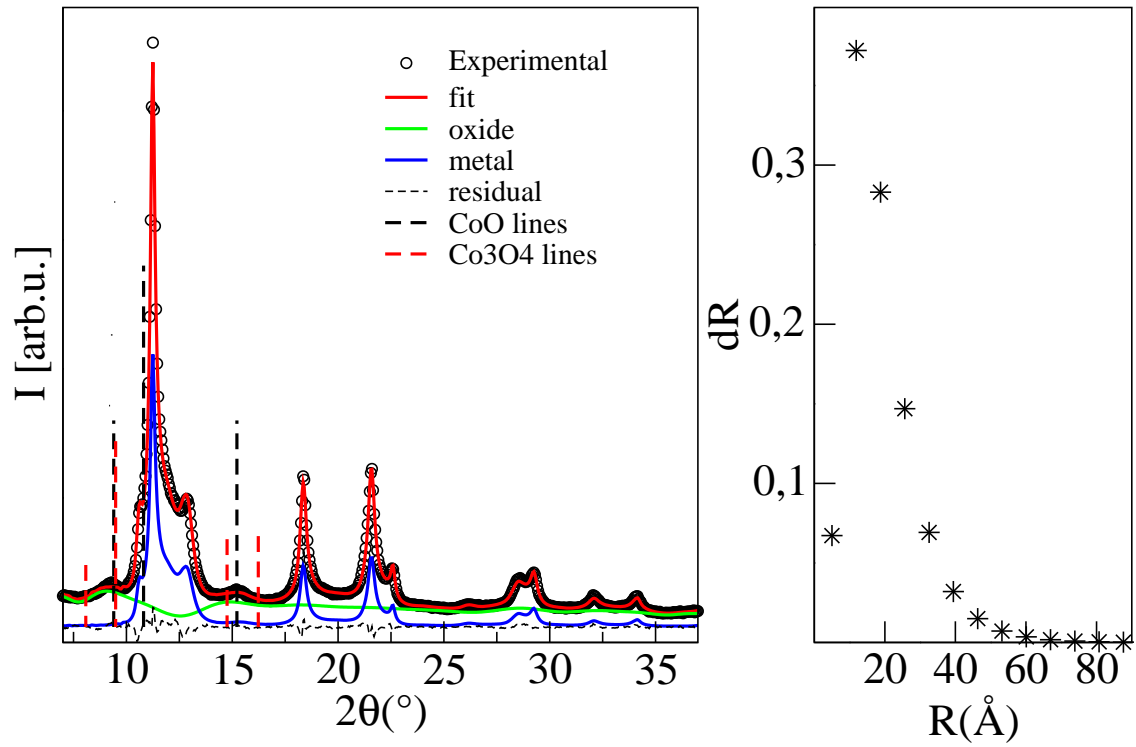 Experimental
fit
oxide
metal
residual
CoO lines
Co3O4 lines
I [arb.u.]
10 15 20 25 30 35
2θ(°)
0,3
0,2
0,1
dR
20 40 60 80
R(Å)